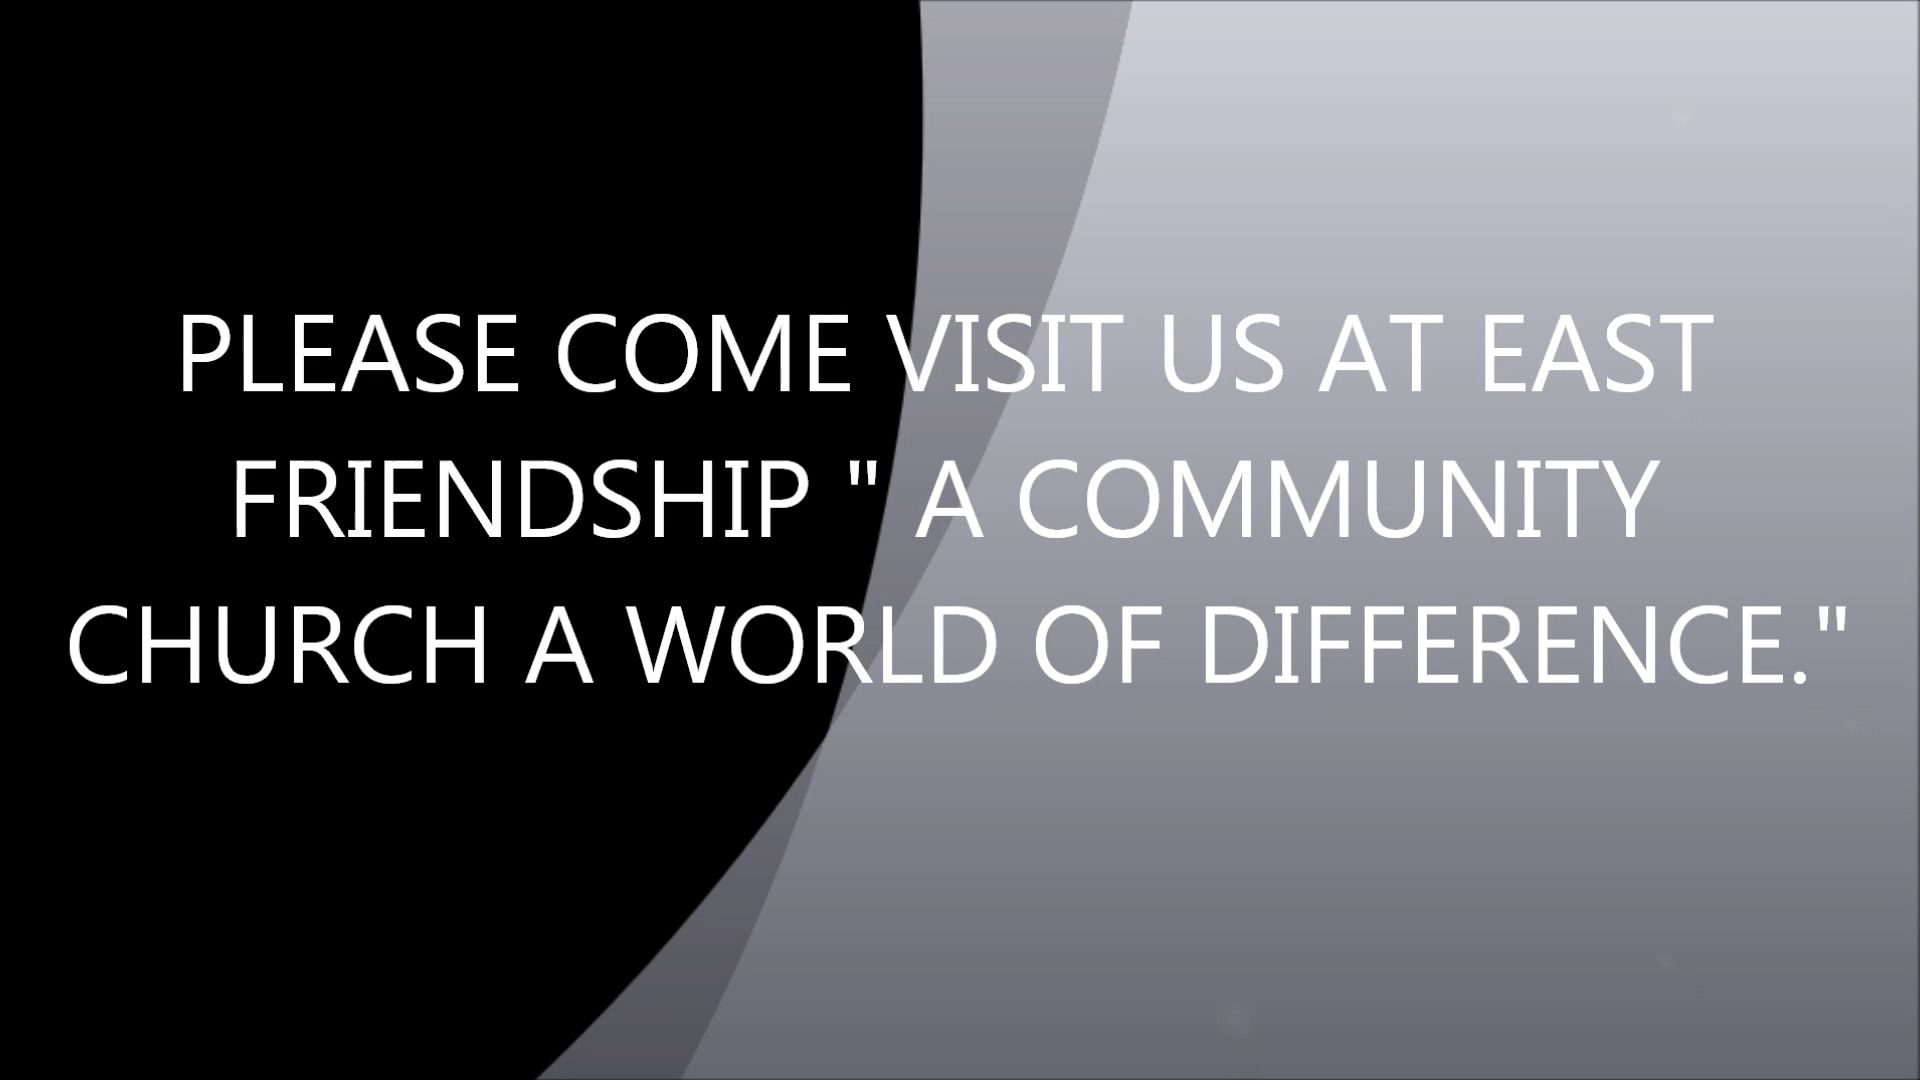 PLEASE COME VISIT US AT EAST
FRIENDSHIP " A COMMUNITY
CHURCH A WORLD OF DIFFERENCE."